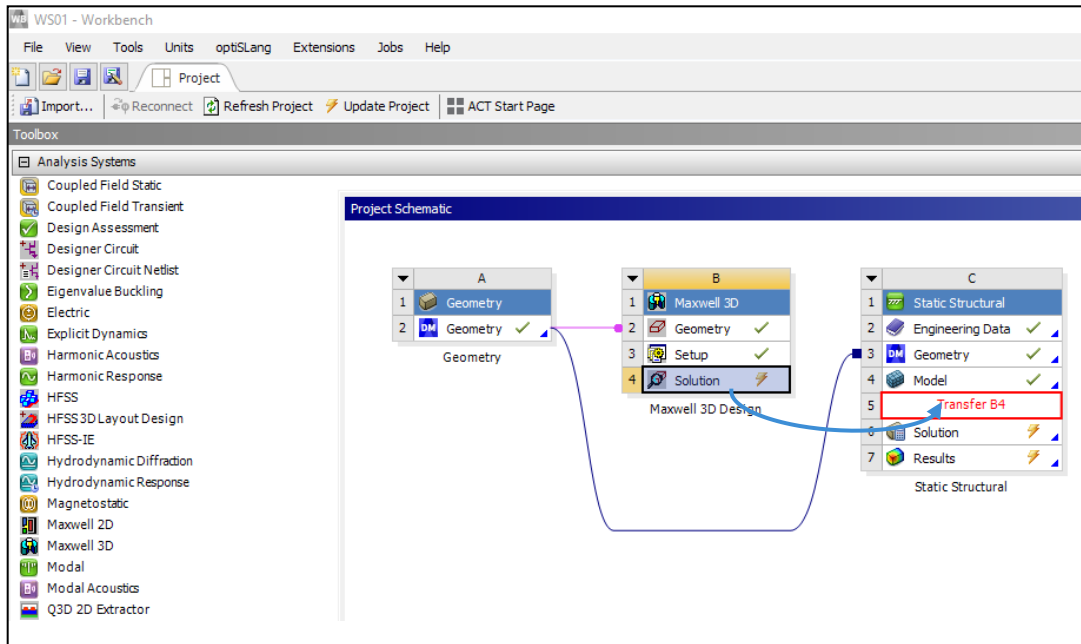 WB WS01 - Workbench
File View Tools Units optiSLang Extensions Jobs Help
Project
Import... Reconnect Refresh Project Update Project ACT Start Page
Toolbox
Analysis Systems
Coupled Field Static
Coupled Field Transient
Design Assessment
Designer Circuit
Designer Circuit Netlist
Eigenvalue Buckling
Electric
Explicit Dynamics
Harmonic Acoustics
Harmonic Response
HFSS
HFSS 3D Layout Design
HFSS-IE
Hydrodynamic Diffraction
Hydrodynamic Response
Magnetostatic
Maxwell 2D
Maxwell 3D
Modal
Modal Acoustics
Q3D 2D Extractor
Project Schematic
A
1 Geometry
2 DM Geometry
Geometry
B
1 Maxwell 3D
2 Geometry
3 Setup
4 Solution
Maxwell 3D Design
C
1 Static Structural
2 Engineering Data
3 DM Geometry
4 Model
5 Transfer B4
6 Solution
7 Results
Static Structural